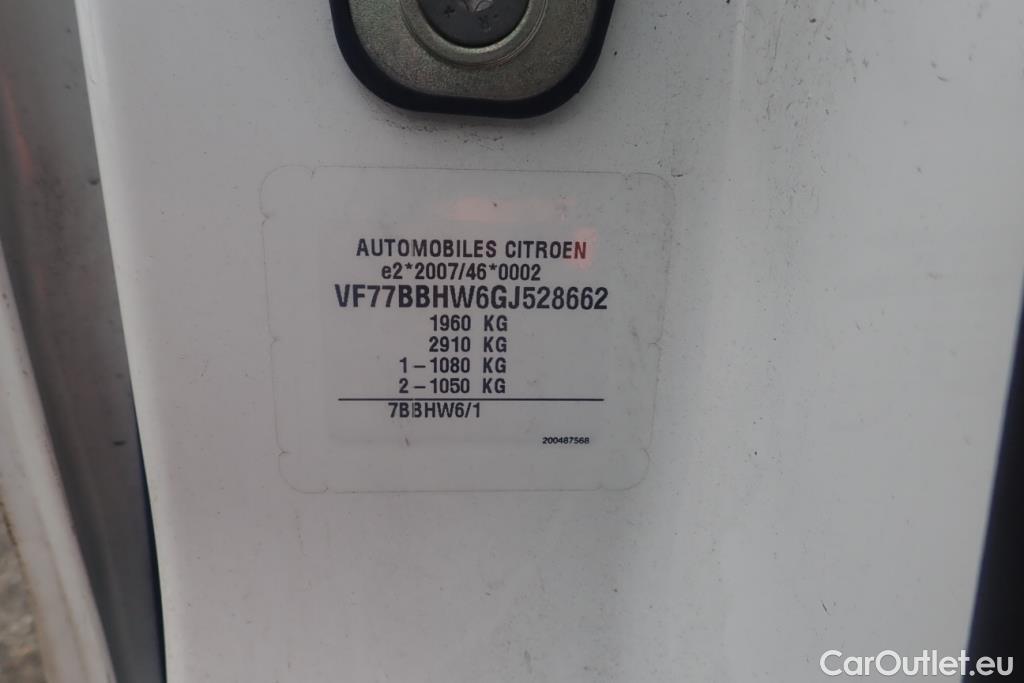 AUTOMOBILES CITROEN
e2*2007/46*0002
VF77BBHW6GJ528662
1960 KG
2910 KG
1-1080 KG
2-1050 KG
7BBHW6/1
200487568
CarOutlet.eu